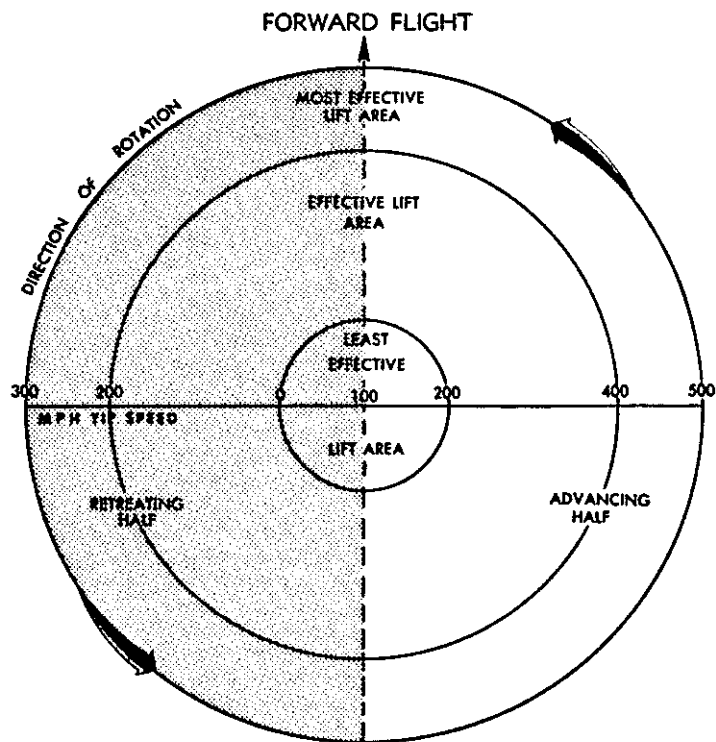 FORWARD FLIGHT
MOST EFFECTIVE
LIFT AREA
DIRECTION OF ROTATION
EFFECTIVE LIFT
AREA
LEAST
EFFECTIVE
300 200 0 100 200 400 500
MPH TIP SPEED
LIFT AREA
RETREATING
HALF
ADVANCING
HALF